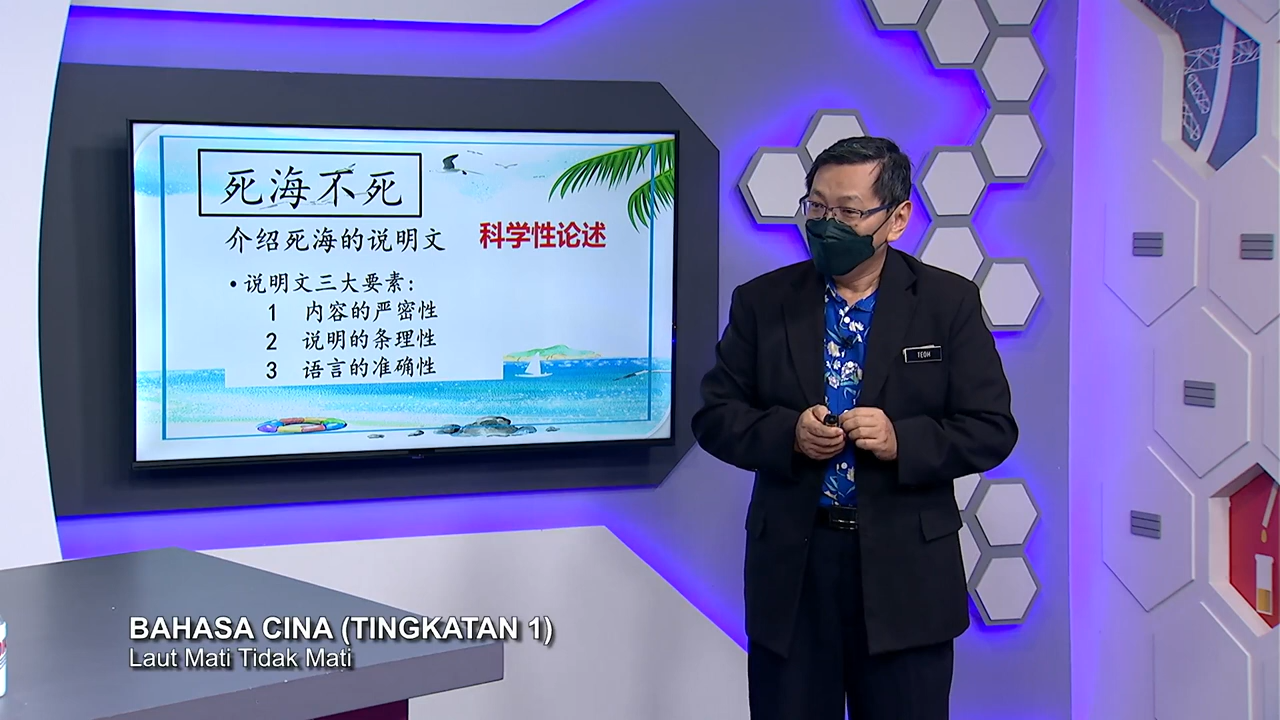 死海不死
介绍死海的说明文
科学性论述
•说明文三大要素:
1 内容的严密性
2 说明的条理性
3 语言的准确性
TEOH
BAHASA CINA (TINGKATAN 1)
Laut Mati Tidak Mati